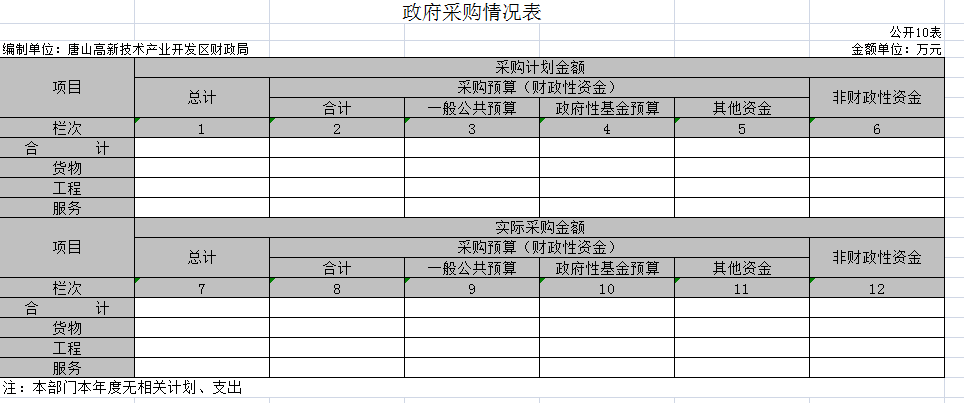 政府采购情况表
公开10表
编制单位：唐山高新技术产业开发区财政局 金额单位：万元
项目 采购计划金额
总计 采购预算（财政性资金） 非财政性资金
合计 一般公共预算 政府性基金预算 其他资金
栏次 1 2 3 4 5 6
合 计
货物
工程
服务
项目 实际采购金额
总计 采购预算（财政性资金） 非财政性资金
合计 一般公共预算 政府性基金预算 其他资金
栏次 7 8 9 10 11 12
合 计
货物
工程
服务
注：本部门本年度无相关计划、支出